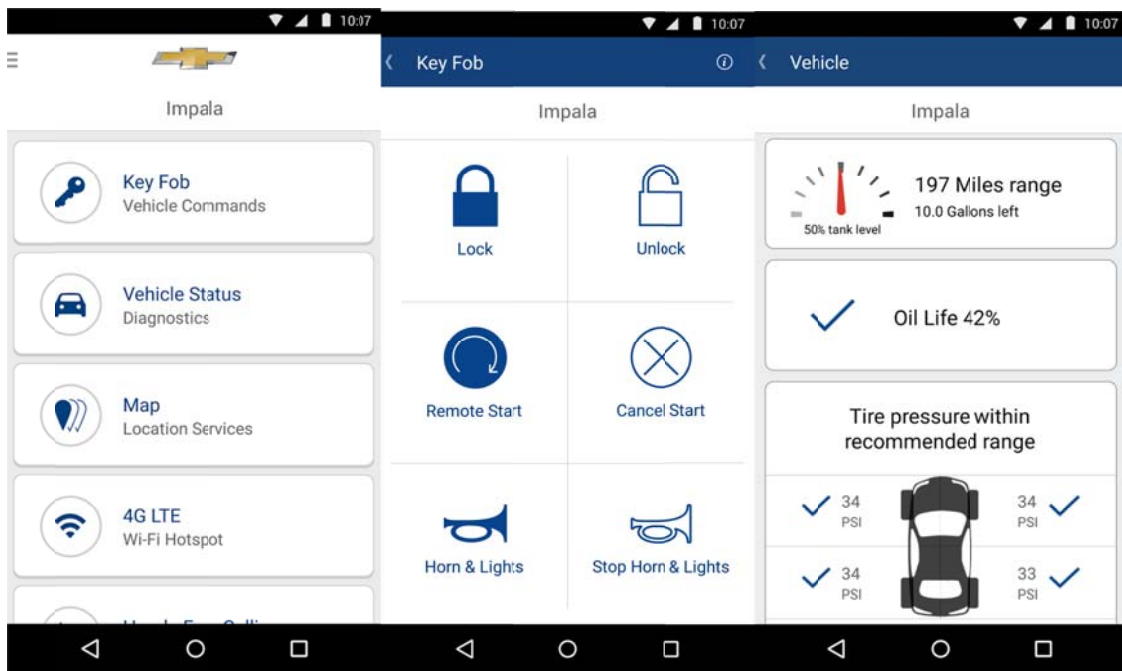 10:07
Impala
Key Fob
Vehicle Commands
Vehicle Status
Diagnostics
Map
Location Services
4G LTE
Wi-Fi Hotspot
10:07
Key Fob
Impala
Lock
Unlock
Remote Start
Cancel Start
Horn & Lights
Stop Horn & Lights
10:07
Vehicle
Impala
197 Miles range
10.0 Gallons left
50% tank level
Oil Life 42%
Tire pressure within
recommended range
34
PSI
34
PSI
34
PSI
33
PSI